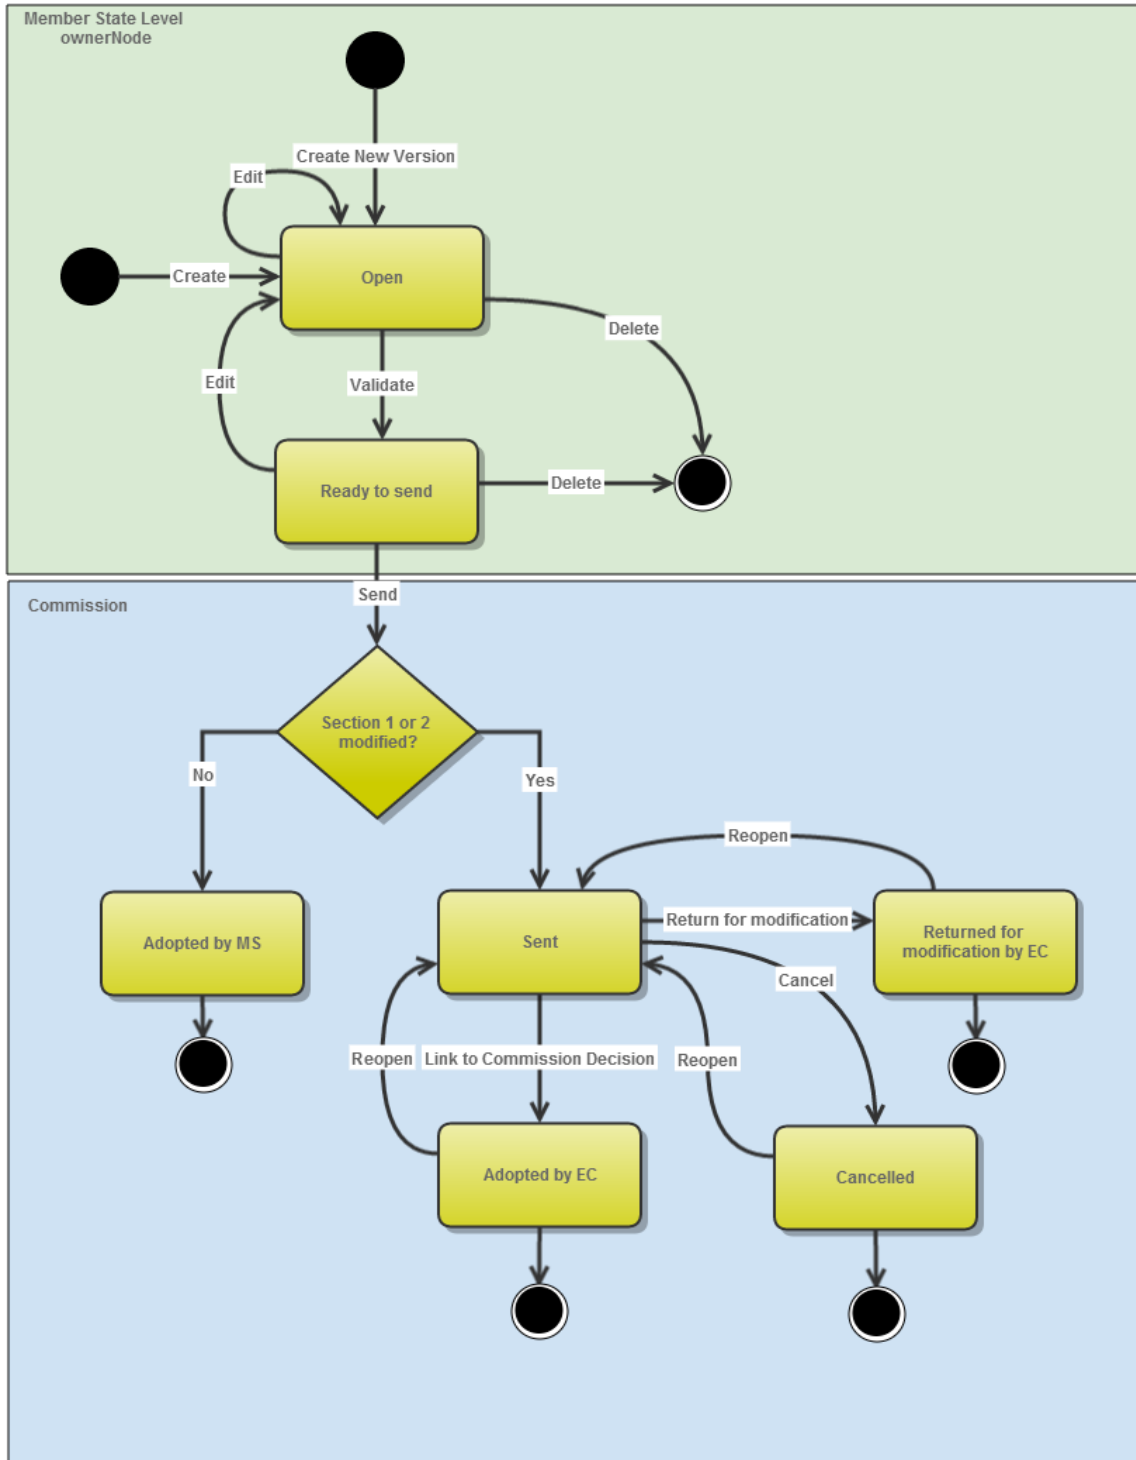 Member State Level
ownerNode
Create New Version
Edit
Create
Open
Delete
Edit
Validate
Ready to send
Delete
Send
Commission
Section 1 or 2
modified?
No
Yes
Reopen
Adopted by MS
Sent
Return for modification
Returned for
modification by EC
Cancel
Reopen
Link to Commission Decision
Reopen
Adopted by EC
Cancelled